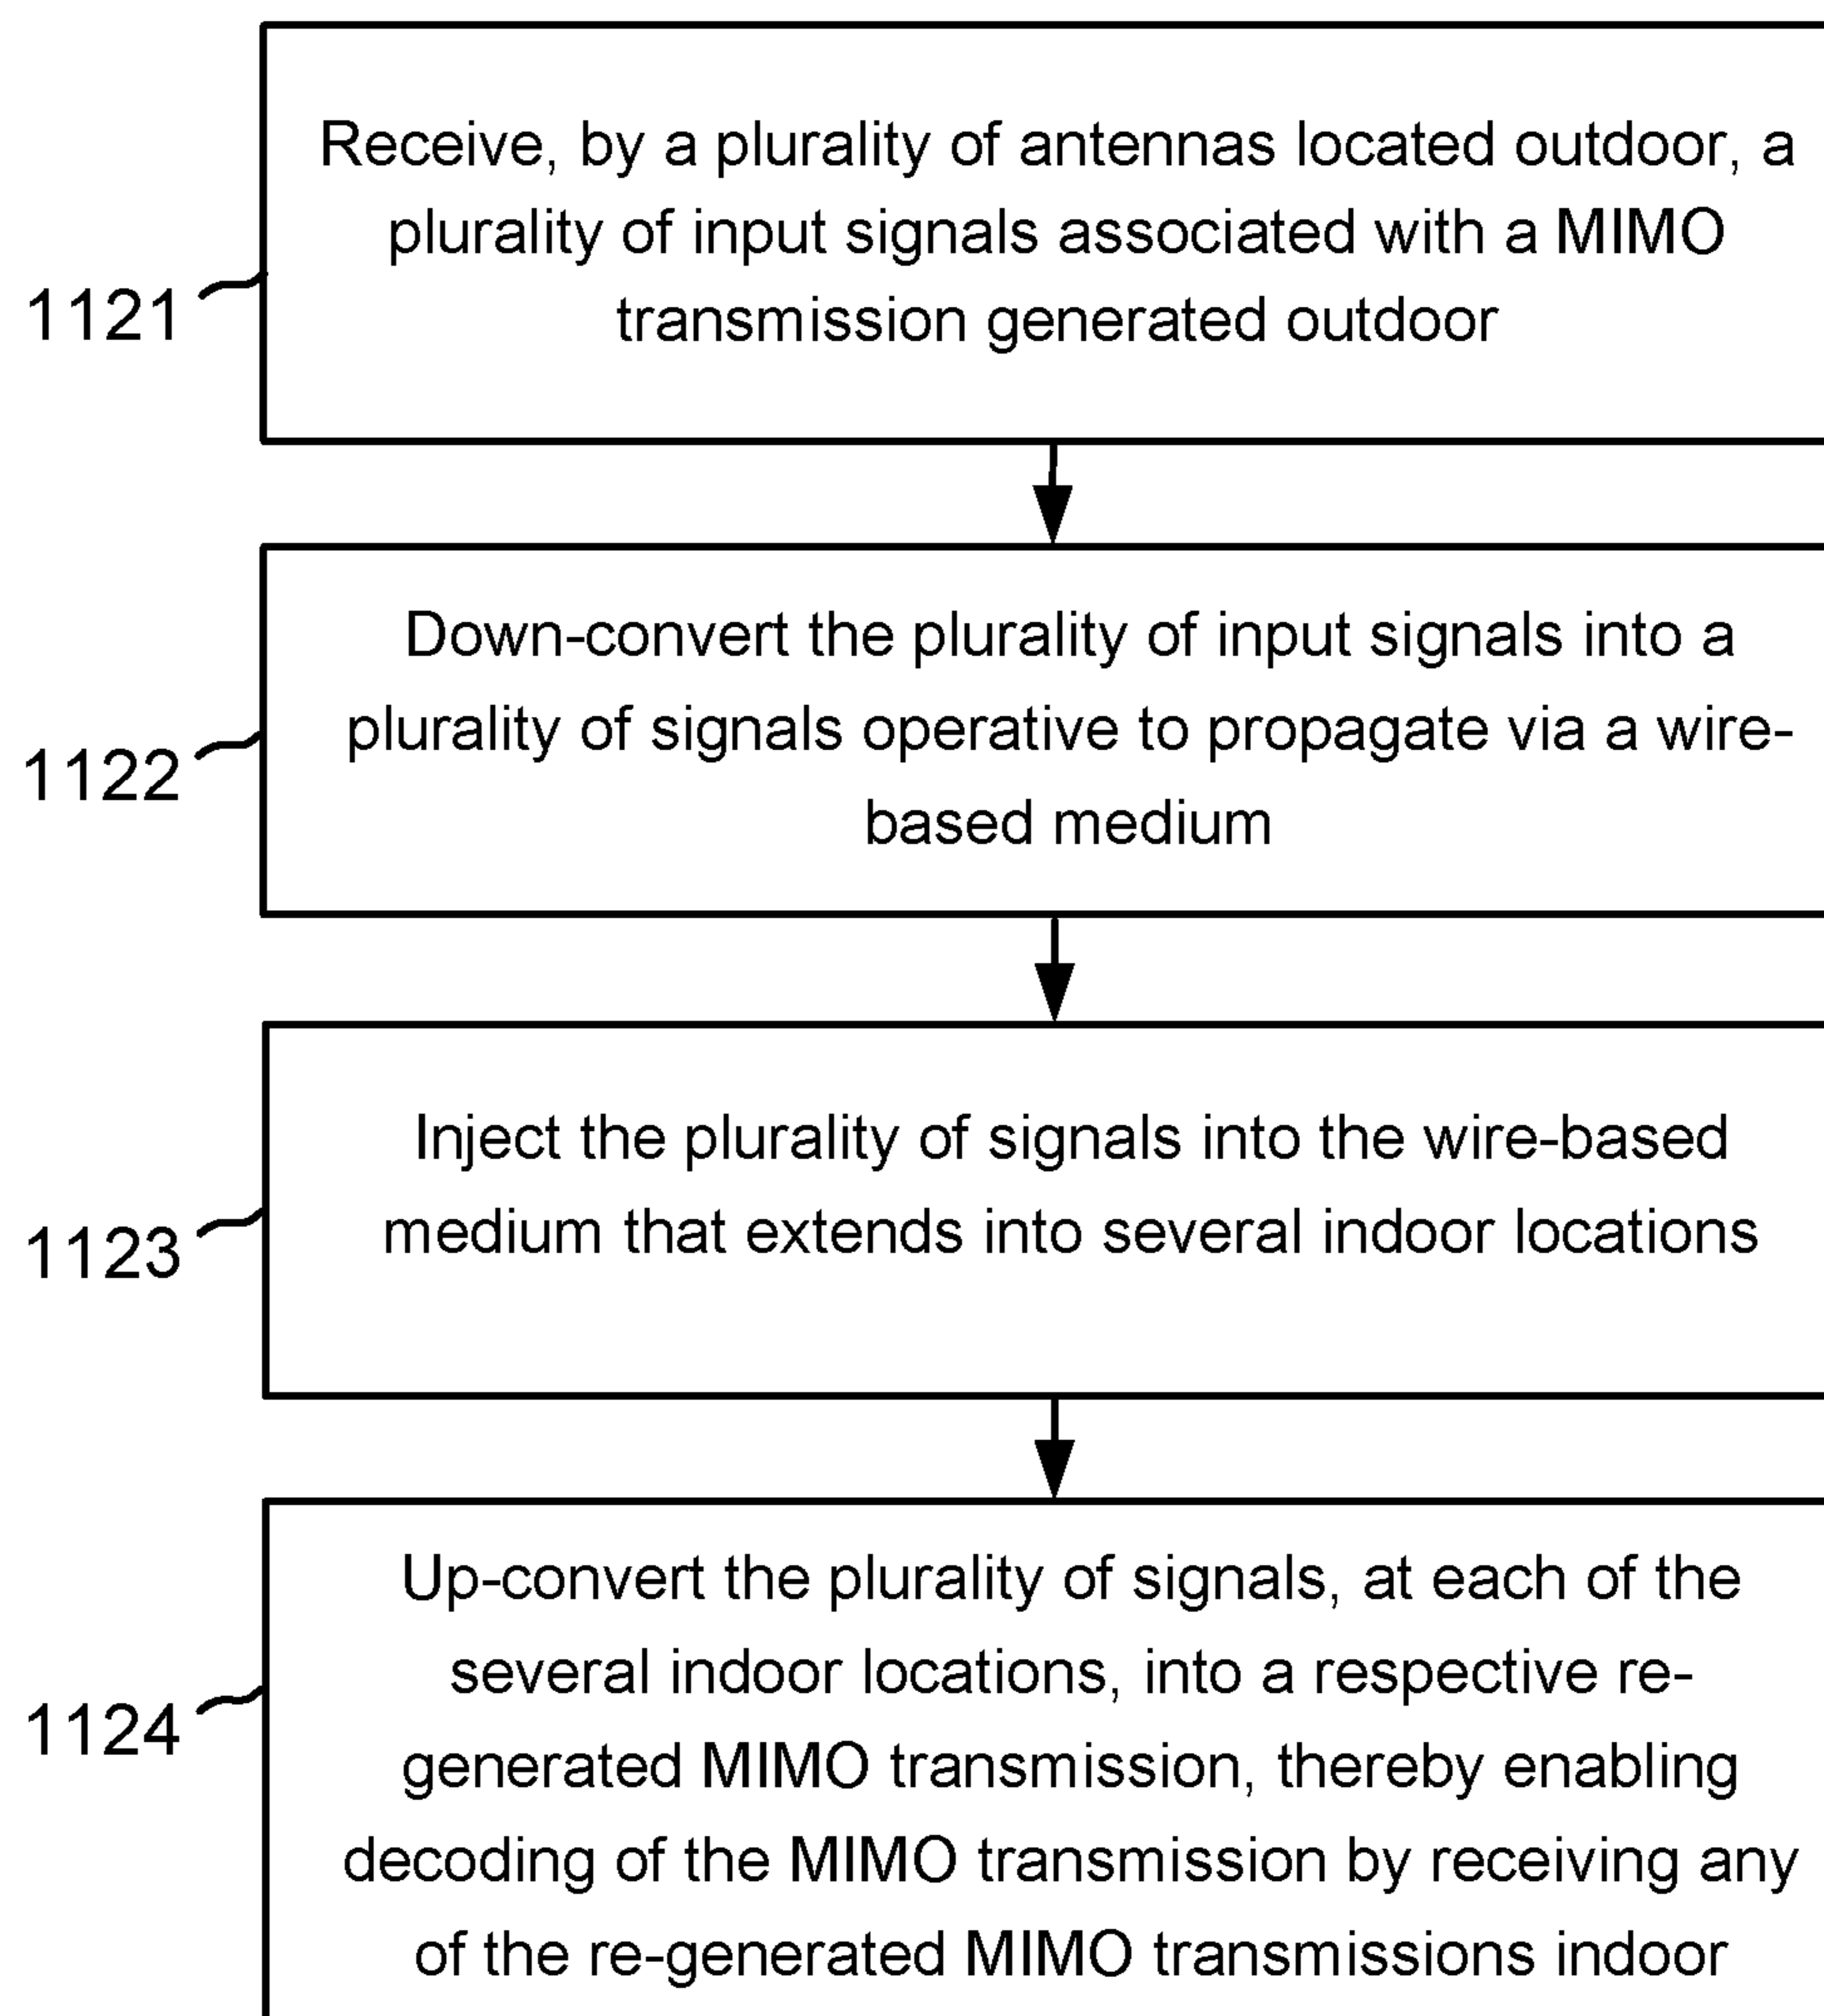 Receive, by a plurality of antennas located outdoor, a
plurality of input signals associated with a MIMO
transmission generated outdoor
1121
Down-convert the plurality of input signals into a
plurality of signals operative to propagate via a wire-
based medium
1122
Inject the plurality of signals into the wire-based
medium that extends into several indoor locations
1123
Up-convert the plurality of signals, at each of the
several indoor locations, into a respective re-
generated MIMO transmission, thereby enabling
decoding of the MIMO transmission by receiving any
of the re-generated MIMO transmissions indoor
1124